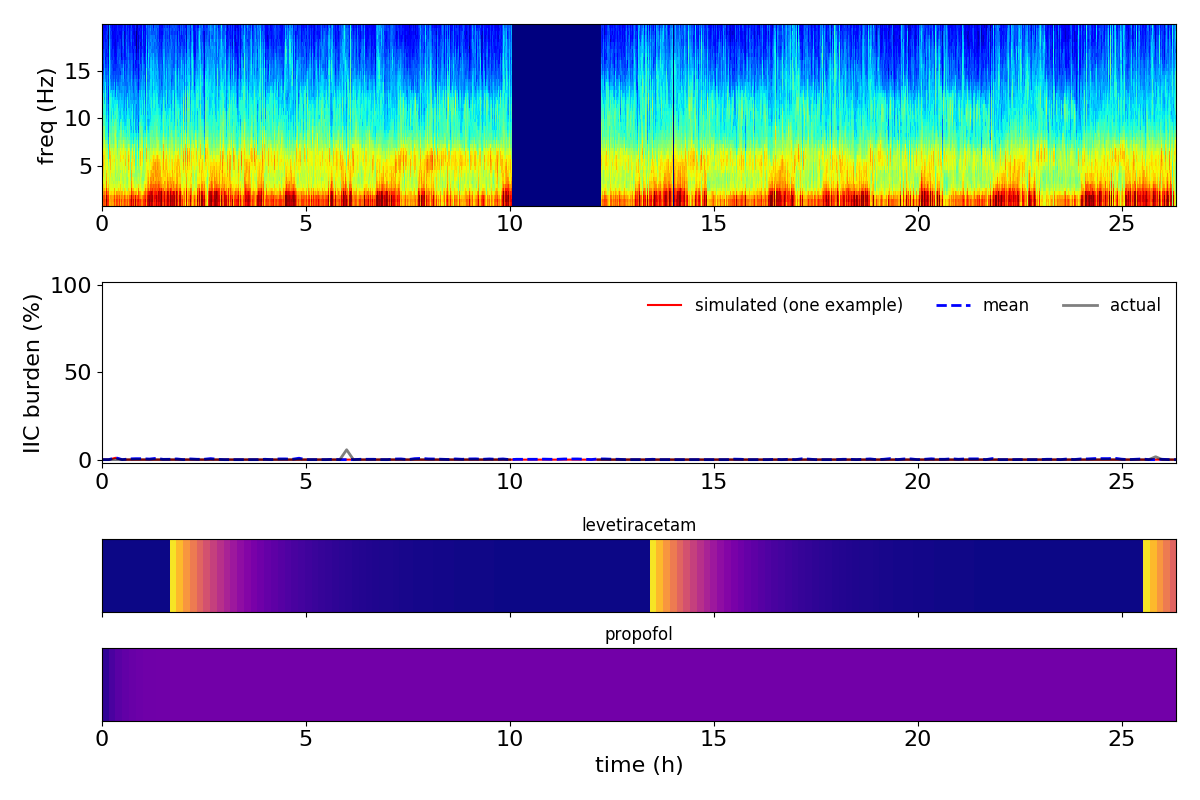 freq (Hz)
15
10
5
0 5 10 15 20 25
IIC burden (%)
100
50
0
simulated (one example) mean actual
0 5 10 15 20 25
levetiracetam
propofol
0 5 10 15 20 25
time (h)